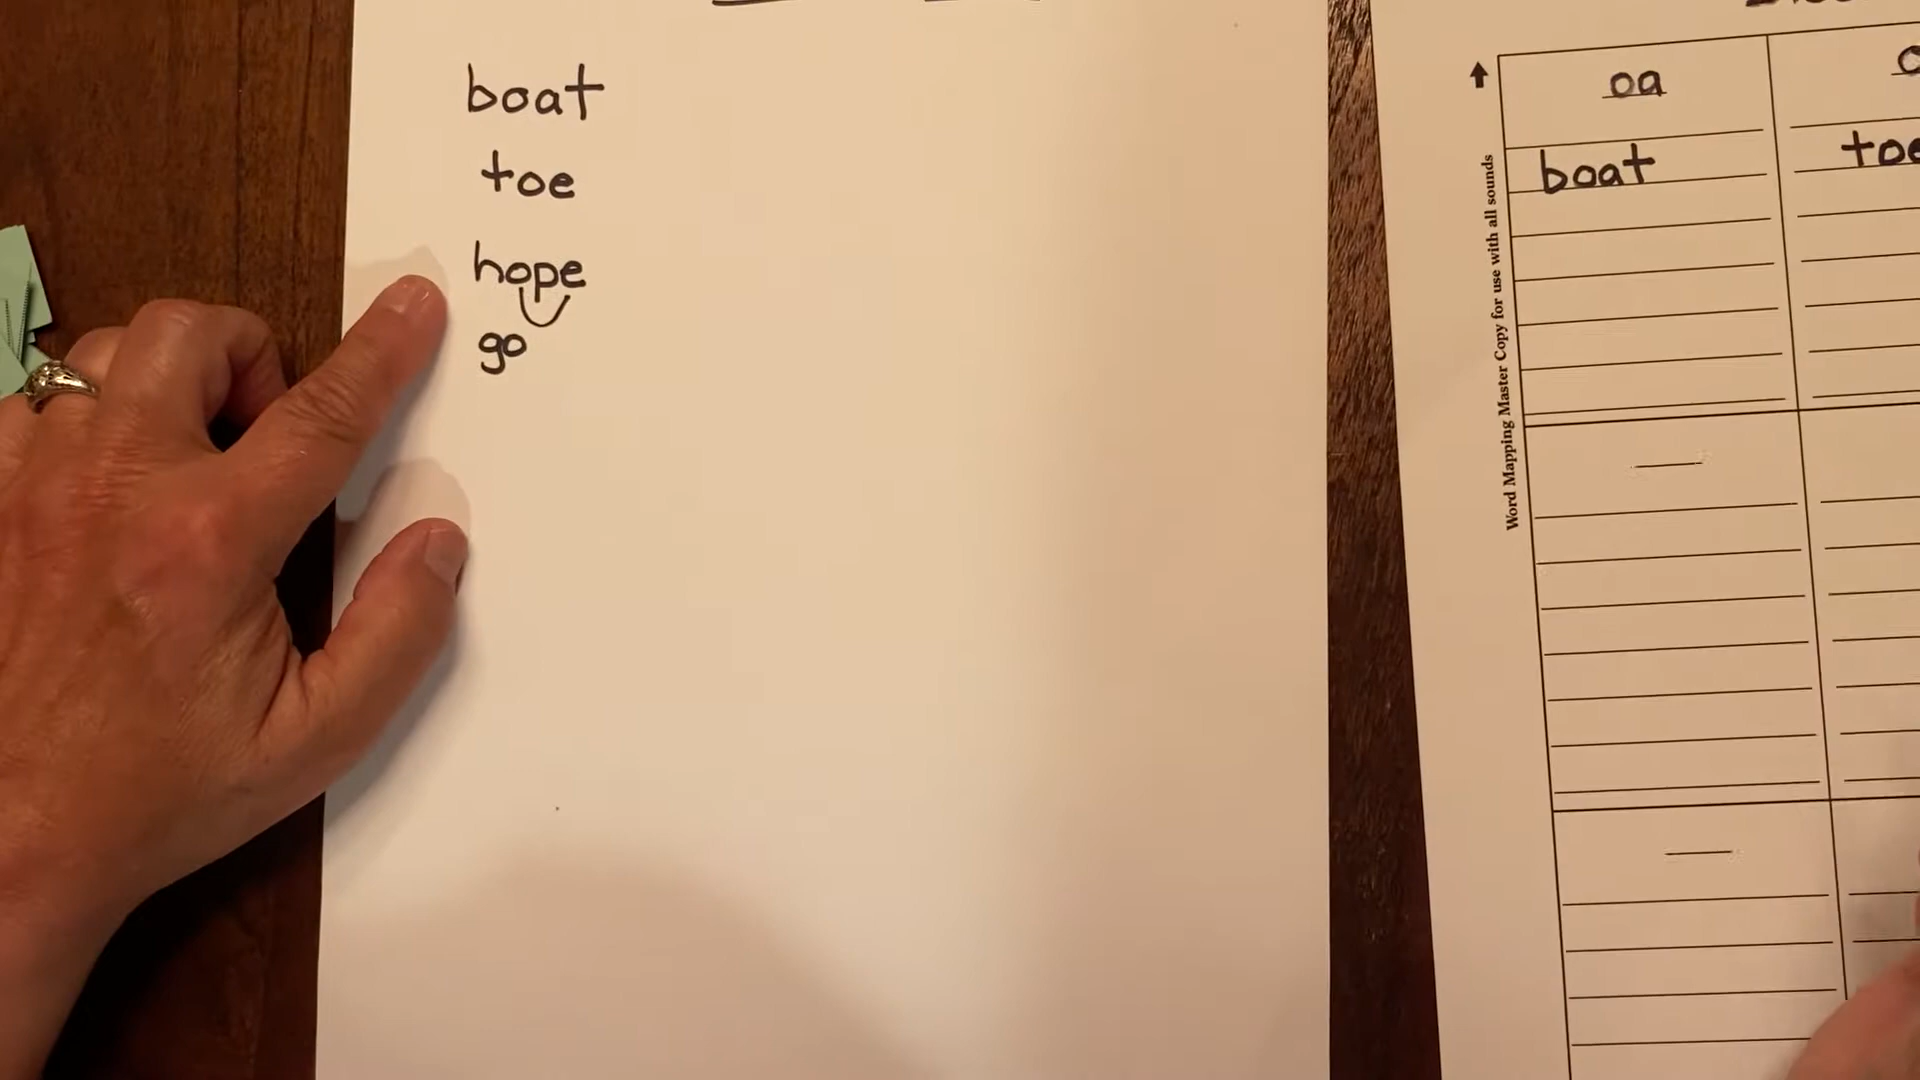 boat
toe
hope
go
Word Mapping Master Copy for use with all sounds
oa
boat
toe